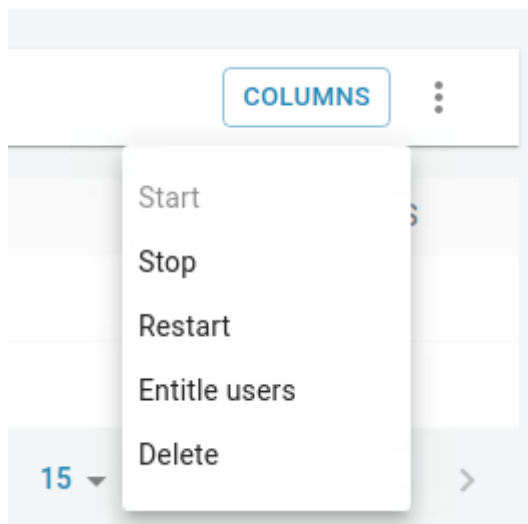 COLUMNS
Start
Stop
Restart
Entitle users
Delete
15